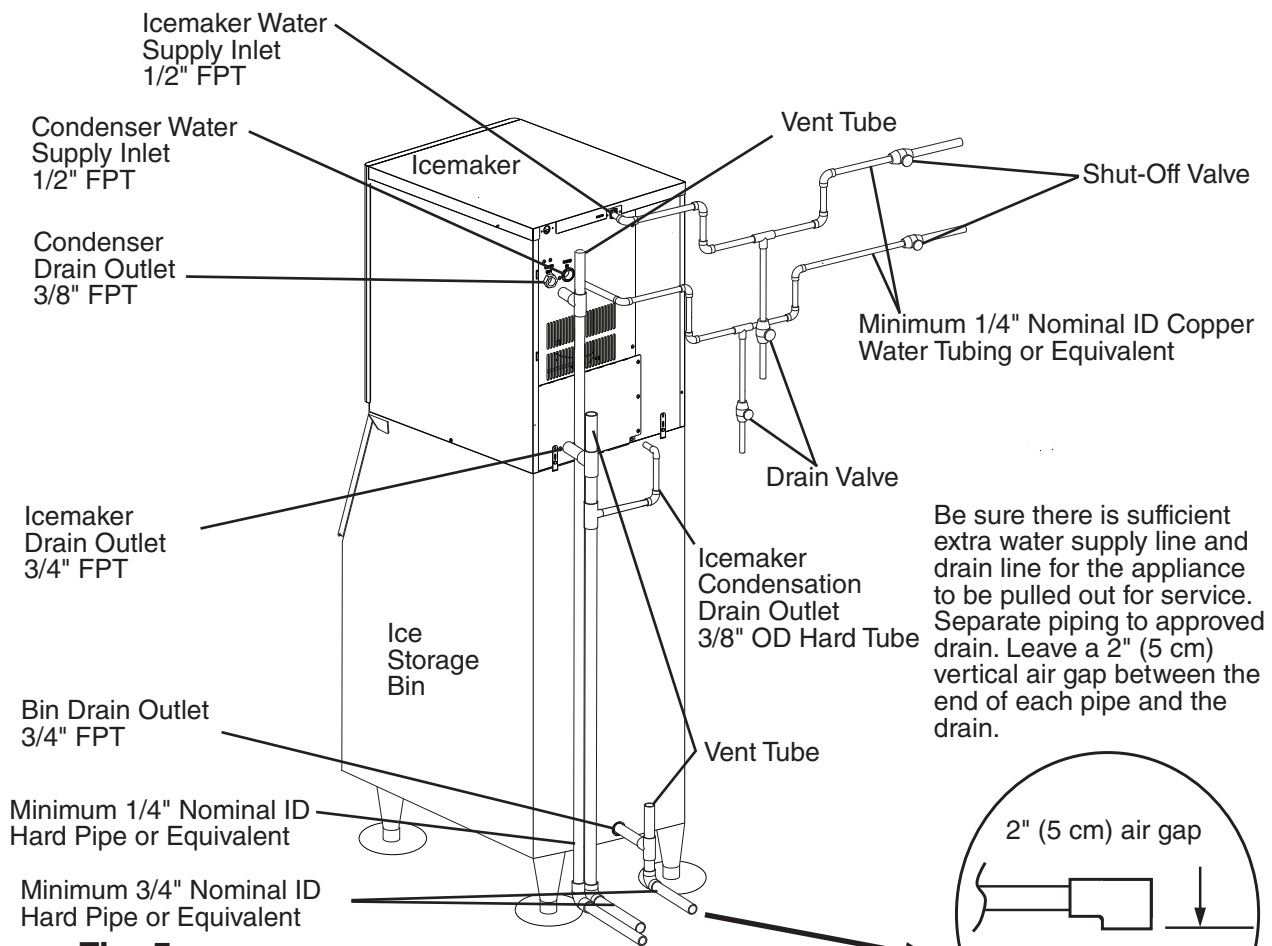 Icemaker Water
Supply Inlet
1/2" FPT
Condenser Water
Supply Inlet
1/2" FPT
Condenser
Drain Outlet
3/8" FPT
Icemaker
Vent Tube
Shut-Off Valve
Minimum 1/4" Nominal ID Copper
Water Tubing or Equivalent
Drain Valve
Icemaker
Drain Outlet
3/4" FPT
Icemaker
Condensation
Drain Outlet
3/8" OD Hard Tube
Be sure there is sufficient
extra water supply line and
drain line for the appliance
to be pulled out for service.
Separate piping to approved
drain. Leave a 2" (5 cm)
vertical air gap between the
end of each pipe and the
drain.
Ice
Storage
Bin
Bin Drain Outlet
3/4" FPT
Vent Tube
Minimum 1/4" Nominal ID
Hard Pipe or Equivalent
Minimum 3/4" Nominal ID
Hard Pipe or Equivalent
2" (5 cm) air gap